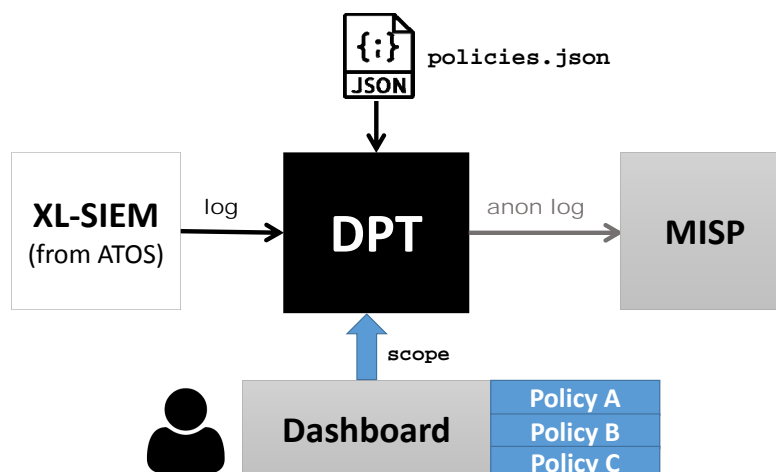 {;}
JSON
policies.json
XL-SIEM
(from ATOS)
log
DPT
anon log
MISP
scope
Dashboard
Policy A
Policy B
Policy C